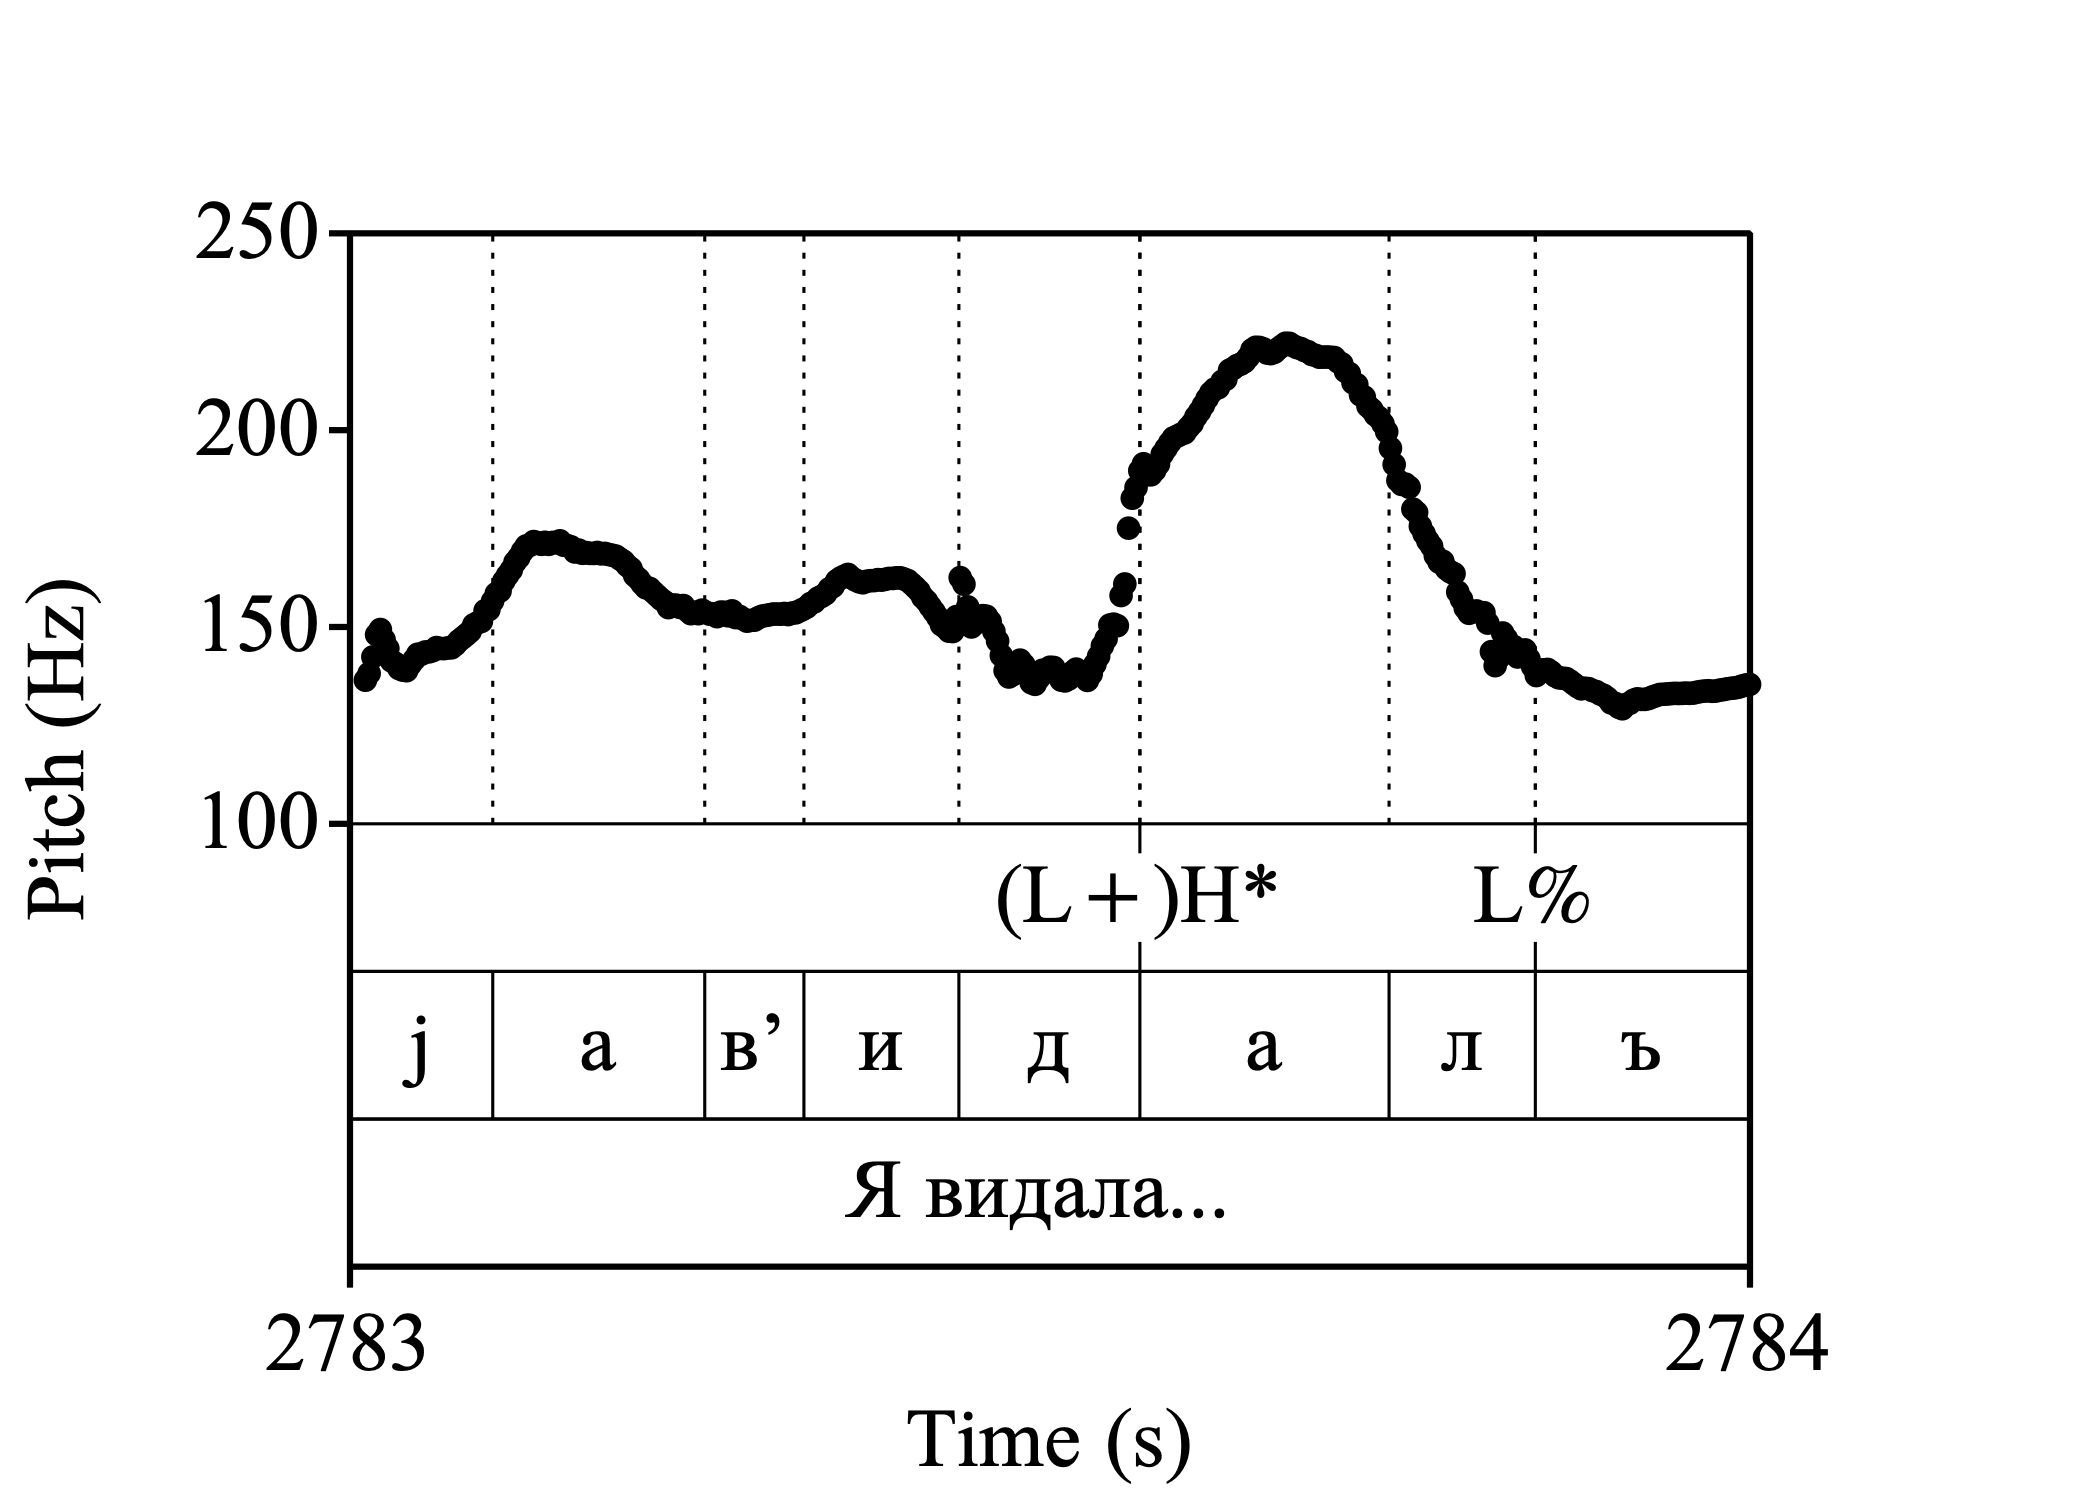 250
200
150
100
Pitch (Hz)
(L+)H* L%
j а в’ и д а л ъ
Я видала...
2783 2784
Time (s)